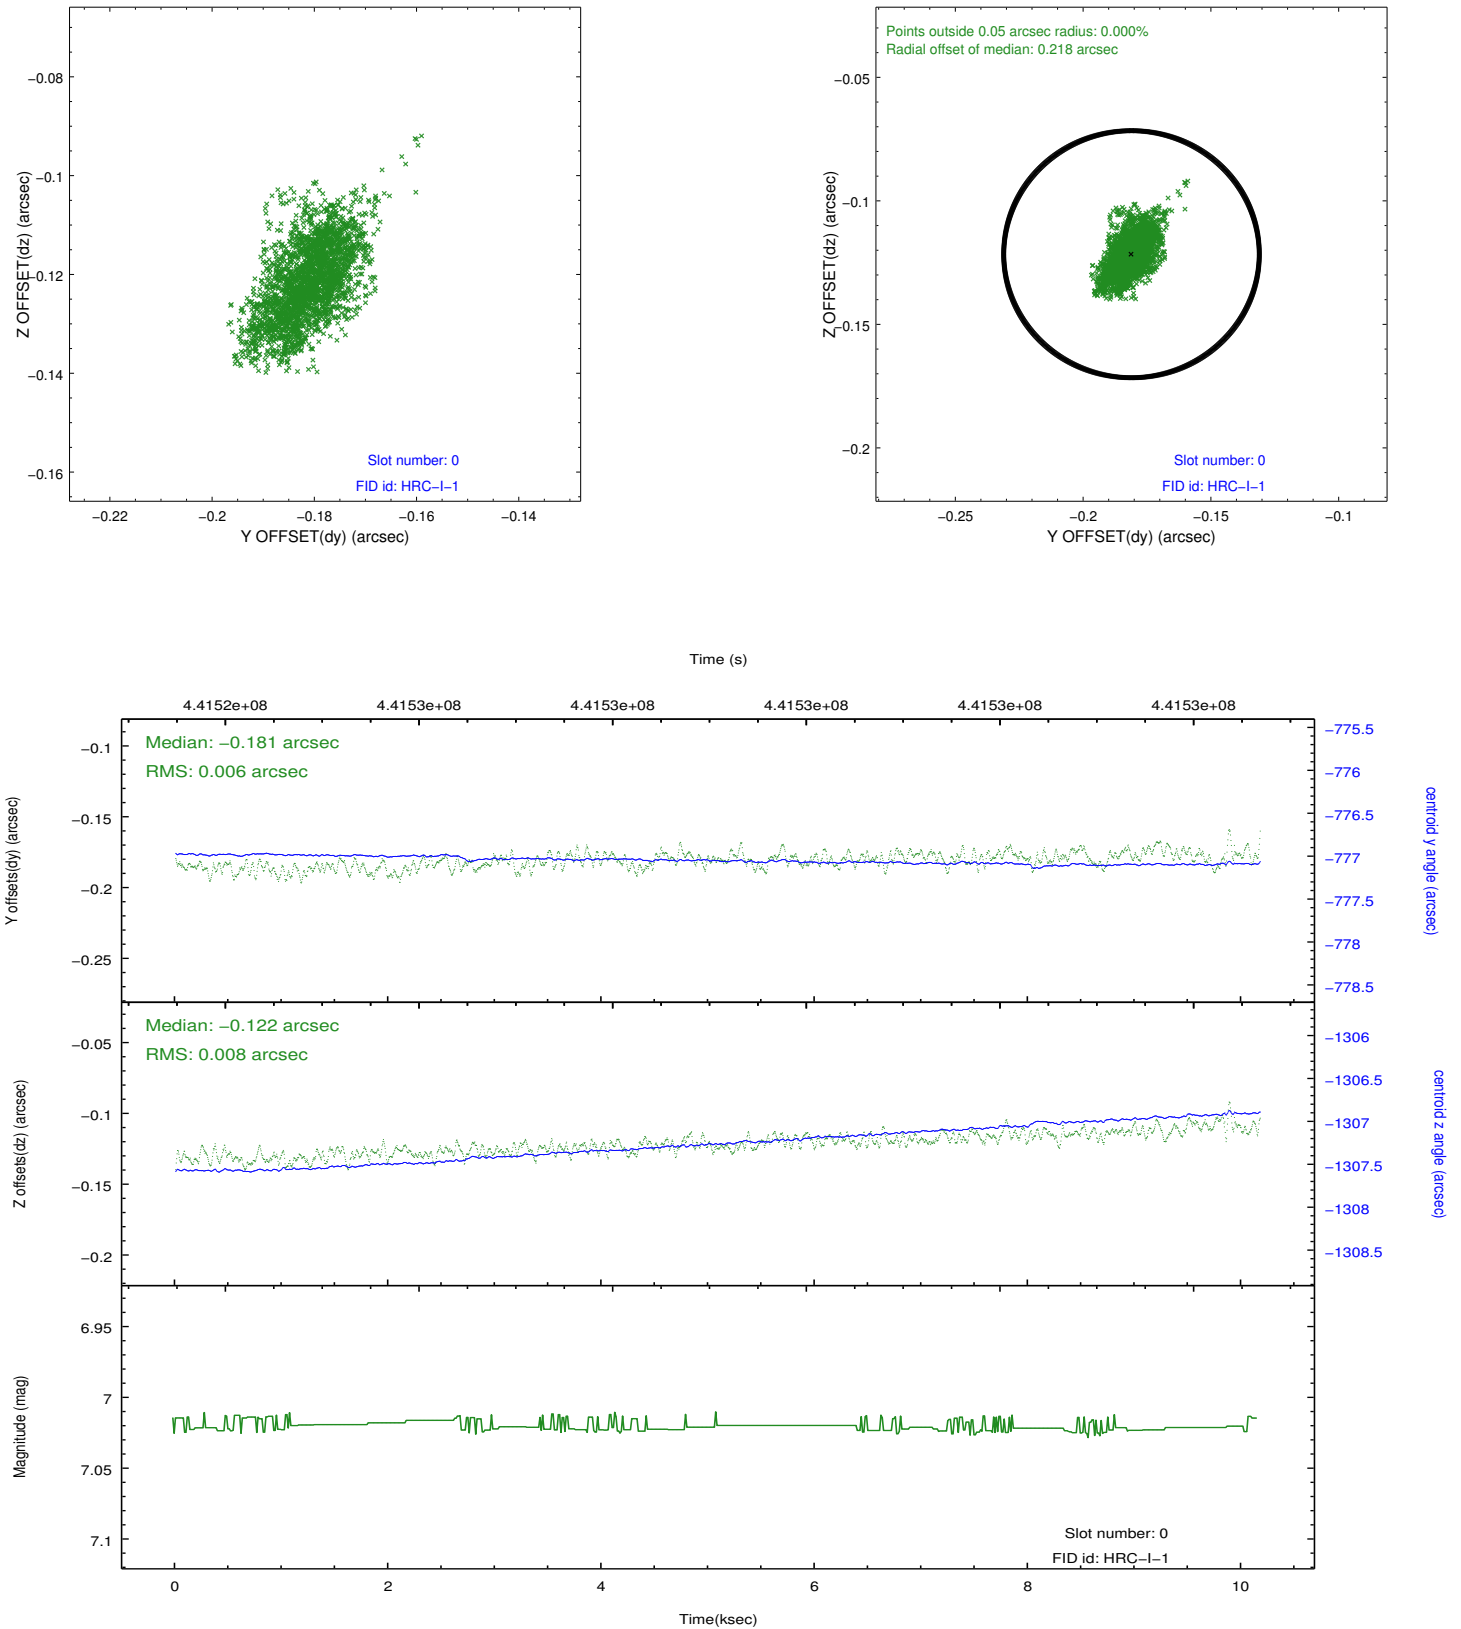 Points outside 0.05 arcsec radius: 0.000%
Radial offset of median: 0.218 arcsec
−0.08
−0.1
−0.12
−0.14
−0.16
Z OFFSET(dz) (arcsec)
Slot number: 0
FID id: HRC−I−1
−0.22 −0.2 −0.18 −0.16 −0.14
Y OFFSET(dy) (arcsec)
−0.05
−0.1
−0.15
−0.2
Z OFFSET(dz) (arcsec)
Slot number: 0
FID id: HRC−I−1
−0.25 −0.2 −0.15 −0.1
Y OFFSET(dy) (arcsec)
Time (s)
4.4152e+08 4.4153e+08 4.4153e+08 4.4153e+08 4.4153e+08 4.4153e+08
Median: −0.181 arcsec
RMS: 0.006 arcsec
−0.1
−0.15
−0.2
−0.25
Y offsets(dy) (arcsec)
−775.5
−776
−776.5
−777
−777.5
−778
−778.5
centroid y angle (arcsec)
Median: −0.122 arcsec
RMS: 0.008 arcsec
−0.05
−0.1
−0.15
−0.2
Z offsets(dz) (arcsec)
−1306
−1306.5
−1307
−1307.5
−1308
−1308.5
centroid z angle (arcsec)
6.95
7
7.05
7.1
Magnitude (mag)
Slot number: 0
FID id: HRC−I−1
0 2 4 6 8 10
Time(ksec)